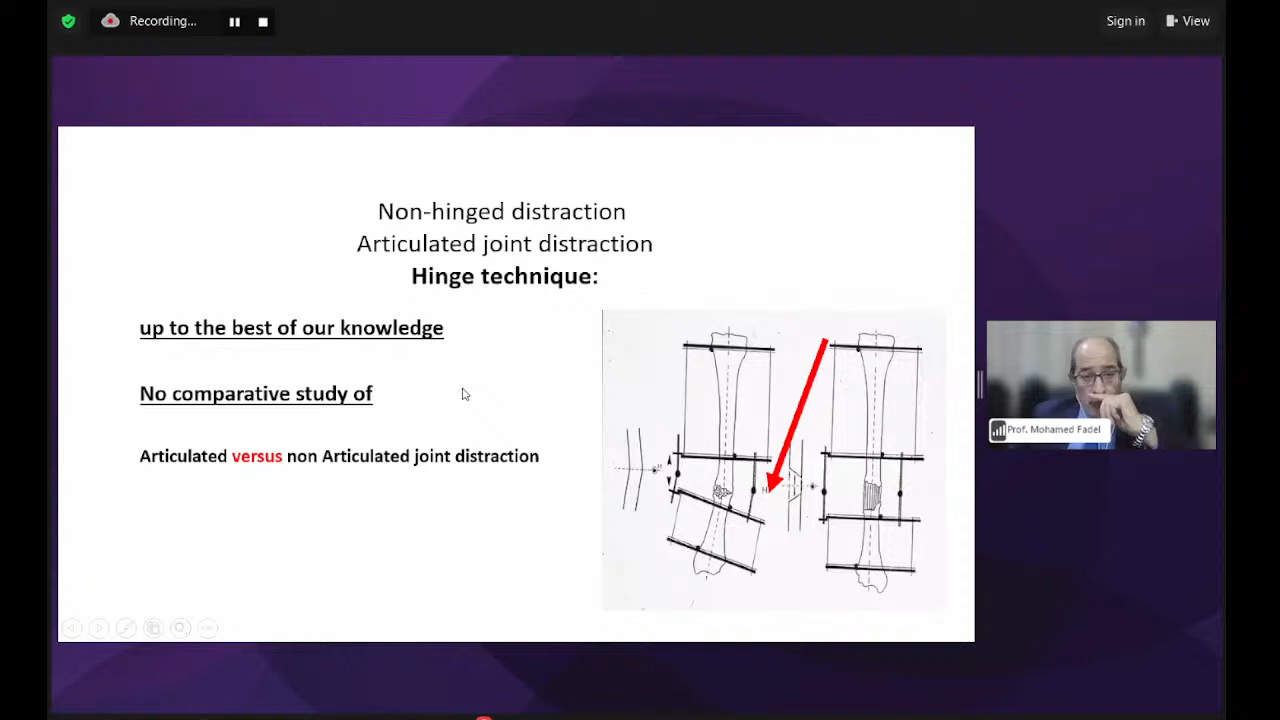 Recording...
Sign in
View
Non-hinged distraction
Articulated joint distraction
Hinge technique:
up to the best of our knowledge
No comparative study of
Articulated versus non Articulated joint distraction
H
Prof. Mohamed Fadel